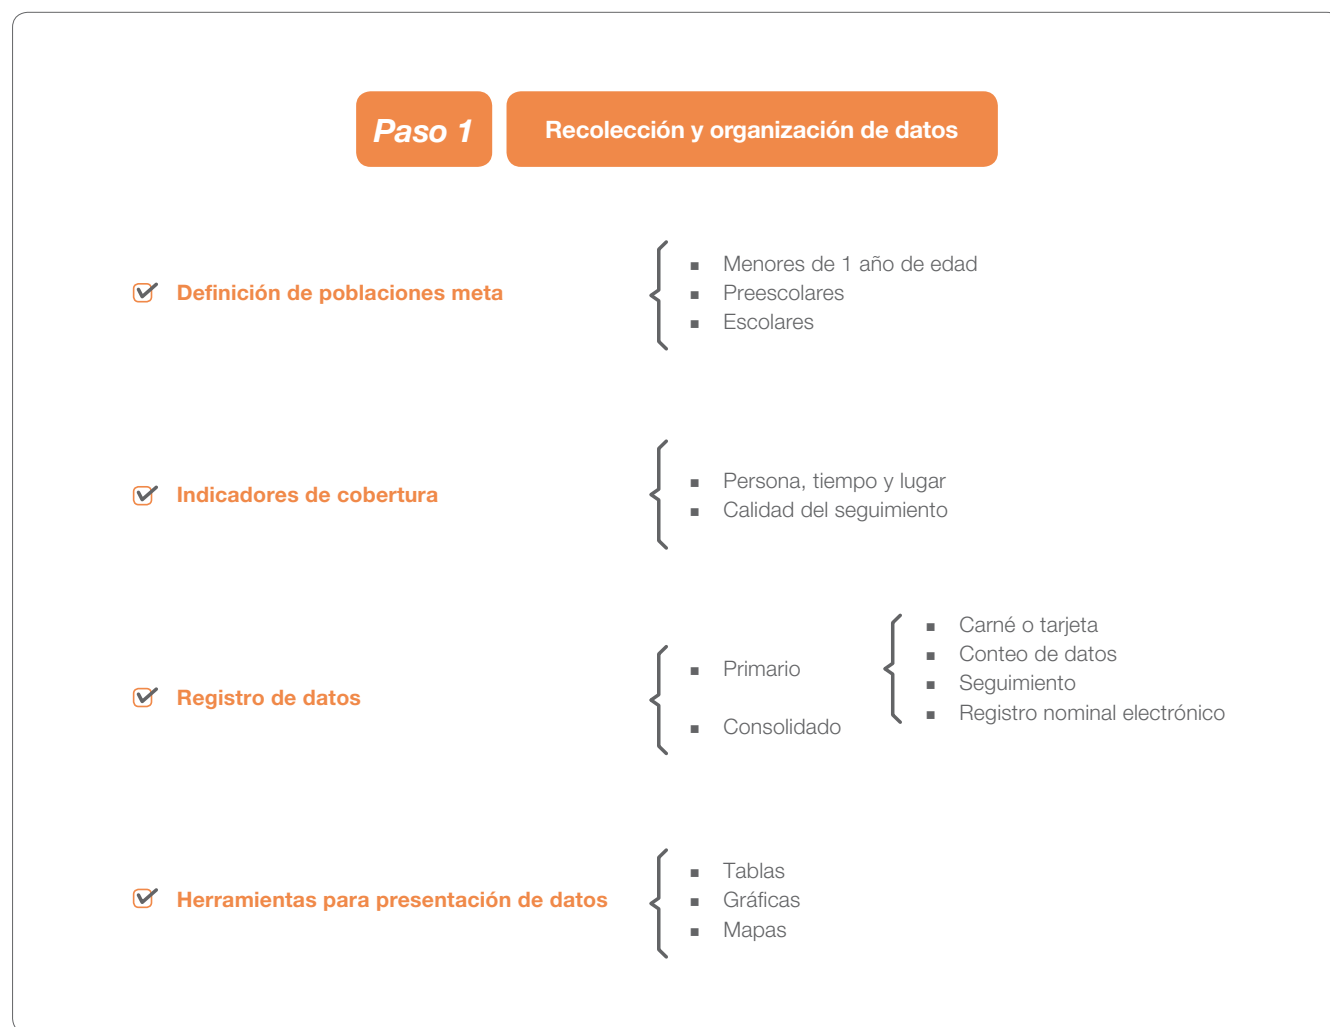 Paso 1
Recolección y organización de datos
Definición de poblaciones meta
Menores de 1 año de edad
Preescolares
Escolares
Indicadores de cobertura
Persona, tiempo y lugar
Calidad del seguimiento
Registro de datos
Primario
Consolidado
Carné o tarjeta
Conteo de datos
Seguimiento
Registro nominal electrónico
Herramientas para presentación de datos
Tablas
Gráficas
Mapas